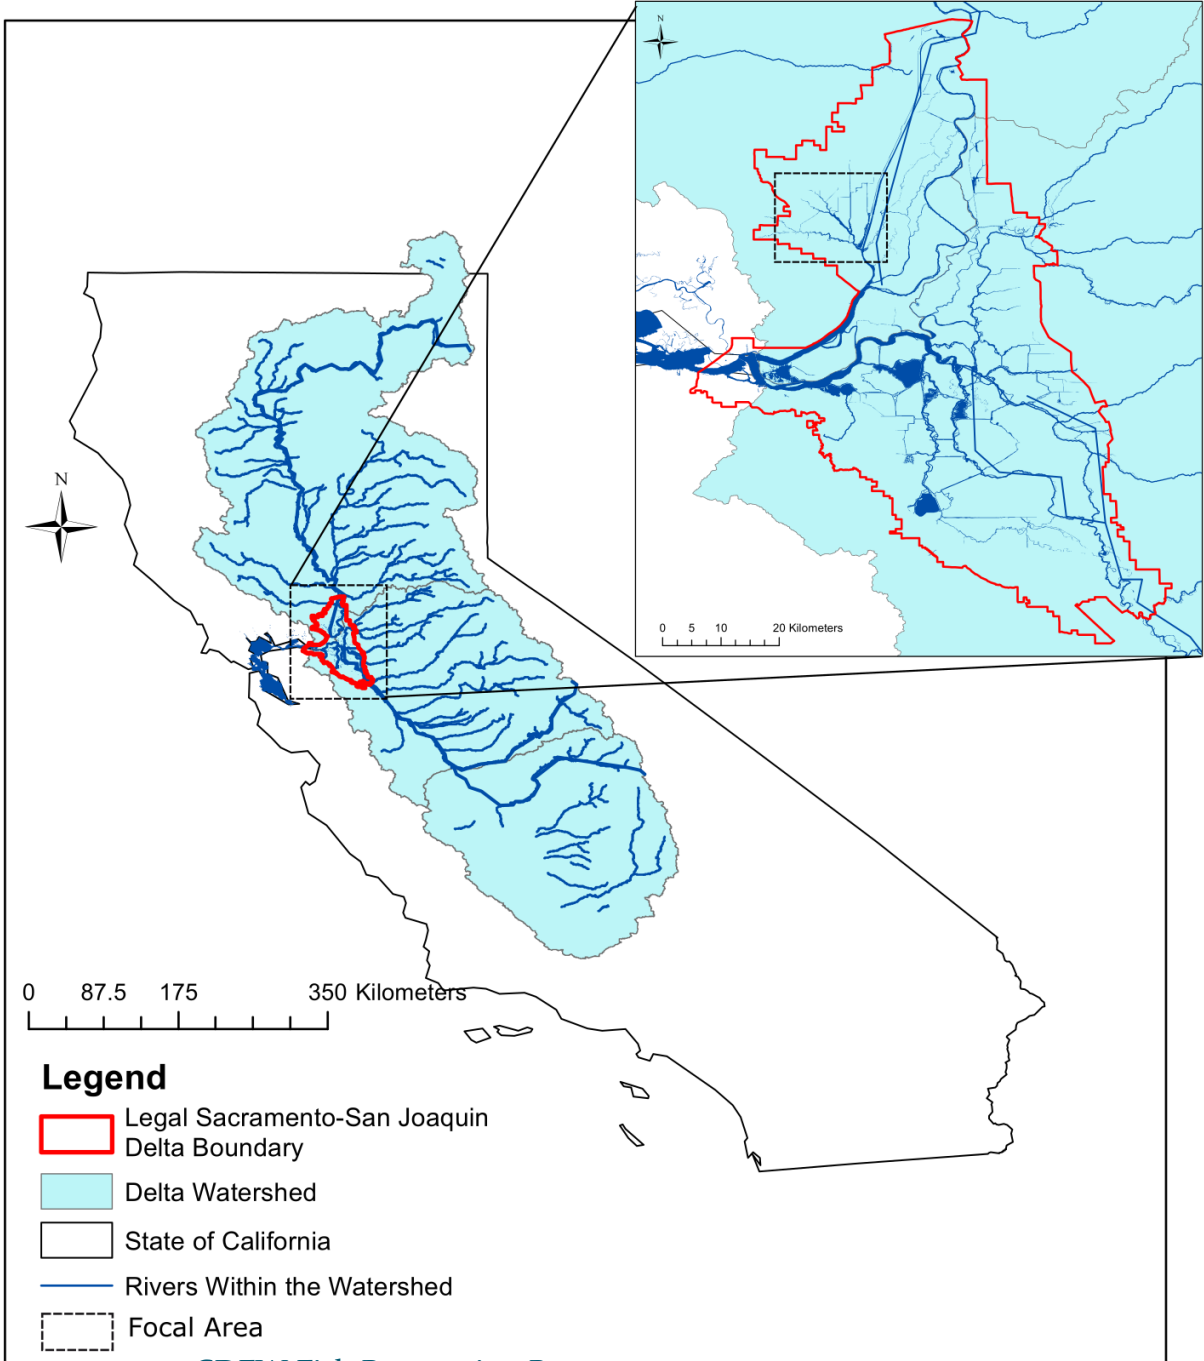 N
0 5 10 20 Kilometers
N
0 87.5 175 350 Kilometers
Legend
Legal Sacramento-San Joaquin
Delta Boundary
Delta Watershed
State of California
Rivers Within the Watershed
Focal Area